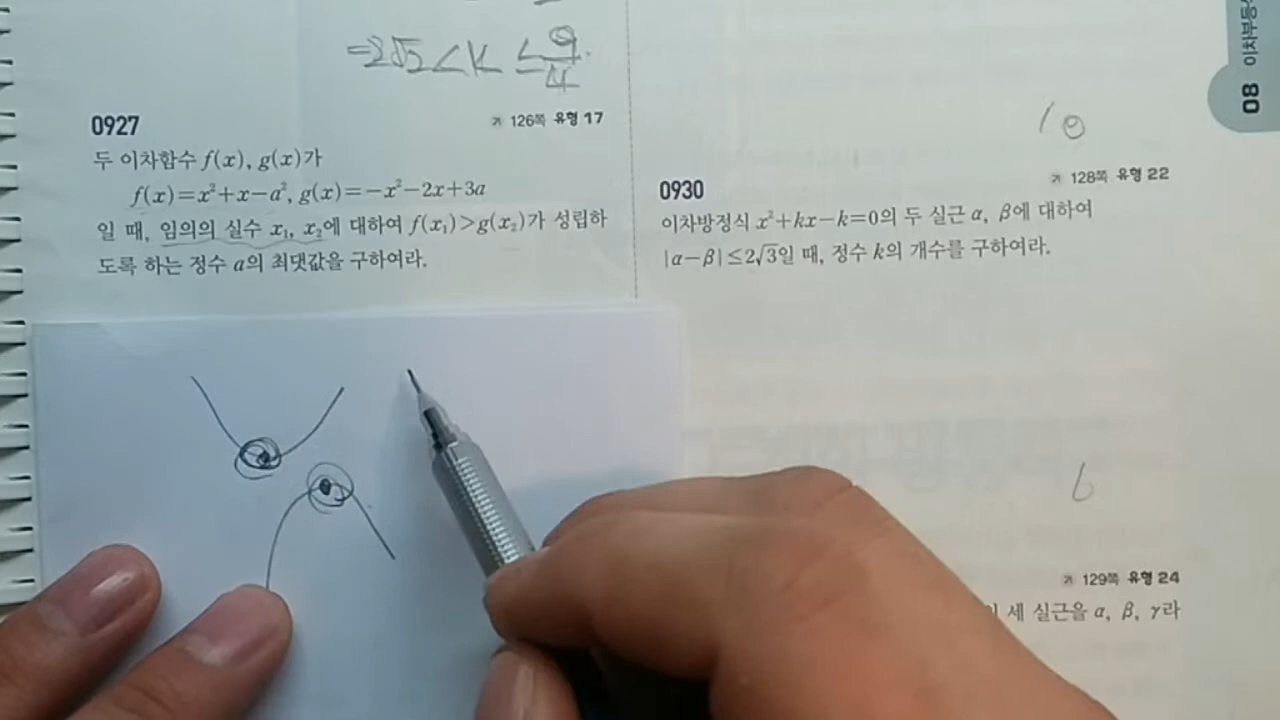 -2√2<k≤9/4
0927
126쪽 유형 17
두 이차함수 f(x), g(x)가
f(x)=x²+x-a², g(x)=-x²-2x+3a
일 때, 임의의 실수 x₁, x₂에 대하여 f(x₁)>g(x₂)가 성립하
도록 하는 정수 a의 최댓값을 구하여라.
08 이차부등
0930
128쪽 유형 22
이차방정식 x²+kx-k=0의 두 실근 α, β에 대하여
|α-β|≤2√3일 때, 정수 k의 개수를 구하여라.
129쪽 유형 24
세 실근을 α, β, γ라